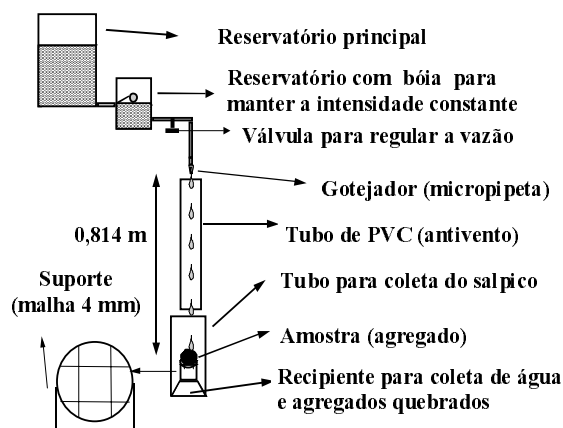 Reservatório principal
Reservatório com bóia para
manter a intensidade constante
Válvula para regular a vazão
Gotejador (micropipeta)
0,814 m
Tubo de PVC (antivento)
Suporte
(malha 4 mm)
Tubo para coleta do salpico
Amostra (agregado)
Recipiente para coleta de água
e agregados quebrados